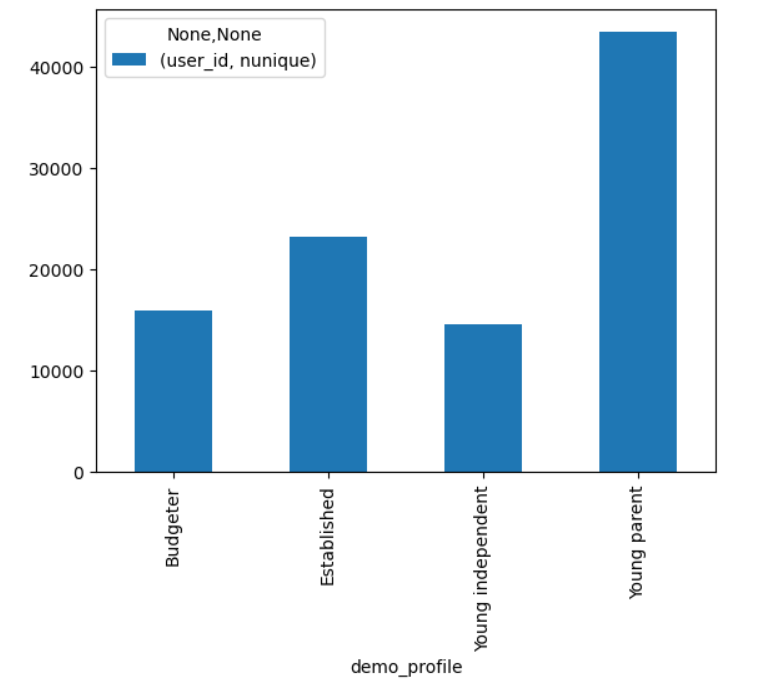 None,None
(user_id, nunique)
40000
30000
20000
10000
0
Budgeter
Established
Young independent
Young parent
demo_profile